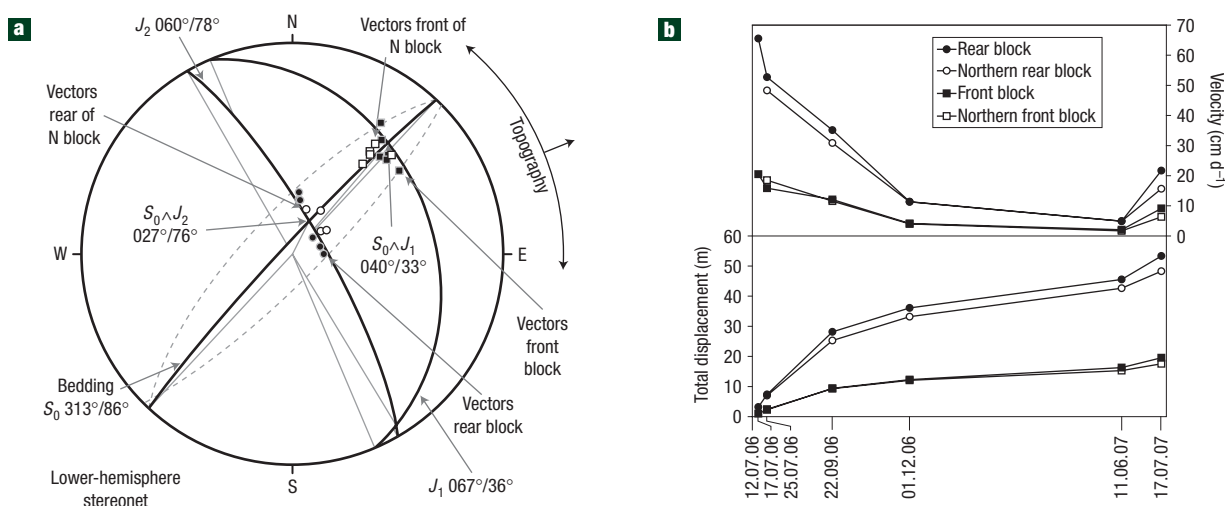 a
J2 060°/78°
N
Vectors front of
N block
Vectors
rear of
N block
Topography
S0∧J2
027°/76°
W
E
S0∧J1
040°/33°
Vectors
front
block
Bedding
S0 313°/86°
Vectors
rear block
Lower-hemisphere
stereonet
S
J1 067°/36°
b
Rear block
Northern rear block
Front block
Northern front block
70
60
50
40
30
20
10
0
Velocity (cm d–1)
60
50
40
30
20
10
0
Total displacement (m)
12.07.06
17.07.06
25.07.06
22.09.06
01.12.06
11.06.07
17.07.07